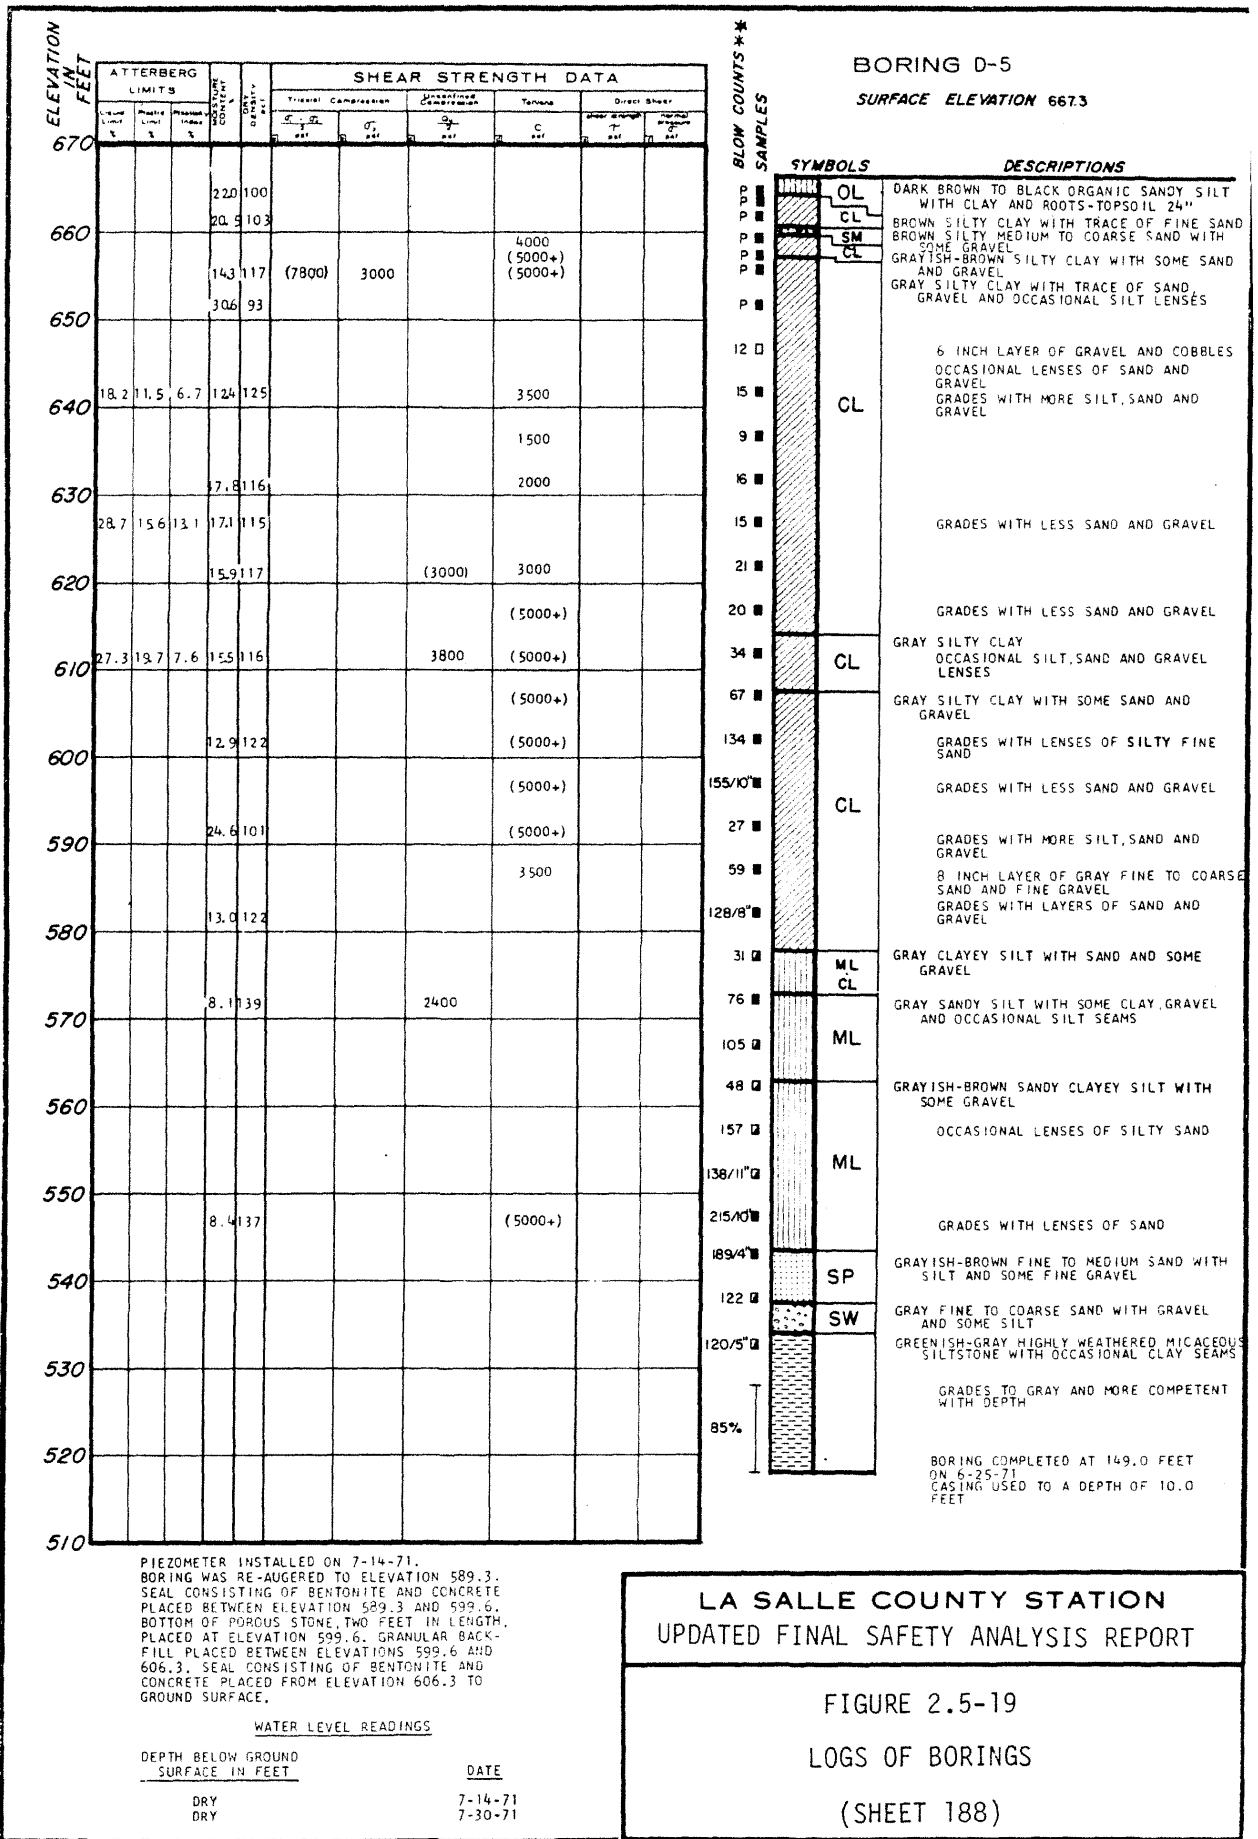 BORING D-5
SURFACE ELEVATION 667.3
ELEVATION IN FEET
ATTERBERG LIMITS
Liquid Limit %
Plastic Limit %
Plasticity Index %
MOISTURE CONTENT %
DRY DENSITY PCF
SHEAR STRENGTH DATA
Triaxial Compression
Unconfined Compression
Torvane
Direct Shear
C psf
shear strength
normal pressure
BLOW COUNTS **
SAMPLES
SYMBOLS
DESCRIPTIONS
670
22.0 100
20.5 103
660
4000
(5000+)
14.3 117 (7800) 3000 (5000+)
30.6 93
650
18.2 11.5 6.7 12.4 125 3500
640
1500
17.8 116 2000
630
28.7 15.6 13.1 17.1 115
15.9 117 (3000) 3000
620
(5000+)
27.3 19.7 7.6 15.5 116 3800 (5000+)
610
(5000+)
12.9 122 (5000+)
600
(5000+)
24.6 101 (5000+)
590
3500
13.0 122
580
8.1 139 2400
570
560
550
8.4 137 (5000+)
540
530
520
510
P
P
P
P
P
P
P
12
15
9
16
15
21
20
34
67
134
155/10"
27
59
128/8"
31
76
105
48
157
138/11"
215/10"
189/4"
122
120/5"
85%
OL
CL
SM
CL
CL
CL
CL
ML
CL
ML
ML
SP
SW
DARK BROWN TO BLACK ORGANIC SANDY SILT
WITH CLAY AND ROOTS-TOPSOIL 24"
BROWN SILTY CLAY WITH TRACE OF FINE SAND
BROWN SILTY MEDIUM TO COARSE SAND WITH
SOME GRAVEL
GRAYISH-BROWN SILTY CLAY WITH SOME SAND
AND GRAVEL
GRAY SILTY CLAY WITH TRACE OF SAND,
GRAVEL AND OCCASIONAL SILT LENSES
6 INCH LAYER OF GRAVEL AND COBBLES
OCCASIONAL LENSES OF SAND AND
GRAVEL
GRADES WITH MORE SILT, SAND AND
GRAVEL
GRADES WITH LESS SAND AND GRAVEL
GRADES WITH LESS SAND AND GRAVEL
GRAY SILTY CLAY
OCCASIONAL SILT, SAND AND GRAVEL
LENSES
GRAY SILTY CLAY WITH SOME SAND AND
GRAVEL
GRADES WITH LENSES OF SILTY FINE
SAND
GRADES WITH LESS SAND AND GRAVEL
GRADES WITH MORE SILT, SAND AND
GRAVEL
8 INCH LAYER OF GRAY FINE TO COARSE
SAND AND FINE GRAVEL
GRADES WITH LAYERS OF SAND AND
GRAVEL
GRAY CLAYEY SILT WITH SAND AND SOME
GRAVEL
GRAY SANDY SILT WITH SOME CLAY, GRAVEL
AND OCCASIONAL SILT SEAMS
GRAYISH-BROWN SANDY CLAYEY SILT WITH
SOME GRAVEL
OCCASIONAL LENSES OF SILTY SAND
GRADES WITH LENSES OF SAND
GRAYISH-BROWN FINE TO MEDIUM SAND WITH
SILT AND SOME FINE GRAVEL
GRAY FINE TO COARSE SAND WITH GRAVEL
AND SOME SILT
GREENISH-GRAY HIGHLY WEATHERED MICACEOUS
SILTSTONE WITH OCCASIONAL CLAY SEAMS
GRADES TO GRAY AND MORE COMPETENT
WITH DEPTH
BORING COMPLETED AT 149.0 FEET
ON 6-25-71
CASING USED TO A DEPTH OF 10.0
FEET
PIEZOMETER INSTALLED ON 7-14-71.
BORING WAS RE-AUGERED TO ELEVATION 589.3.
SEAL CONSISTING OF BENTONITE AND CONCRETE
PLACED BETWEEN ELEVATION 589.3 AND 599.6.
BOTTOM OF POROUS STONE, TWO FEET IN LENGTH,
PLACED AT ELEVATION 599.6. GRANULAR BACK-
FILL PLACED BETWEEN ELEVATIONS 599.6 AND
606.3. SEAL CONSISTING OF BENTONITE AND
CONCRETE PLACED FROM ELEVATION 606.3 TO
GROUND SURFACE.
WATER LEVEL READINGS
DEPTH BELOW GROUND
SURFACE IN FEET DATE
DRY 7-14-71
DRY 7-30-71
LA SALLE COUNTY STATION
UPDATED FINAL SAFETY ANALYSIS REPORT
FIGURE 2.5-19
LOGS OF BORINGS
(SHEET 188)